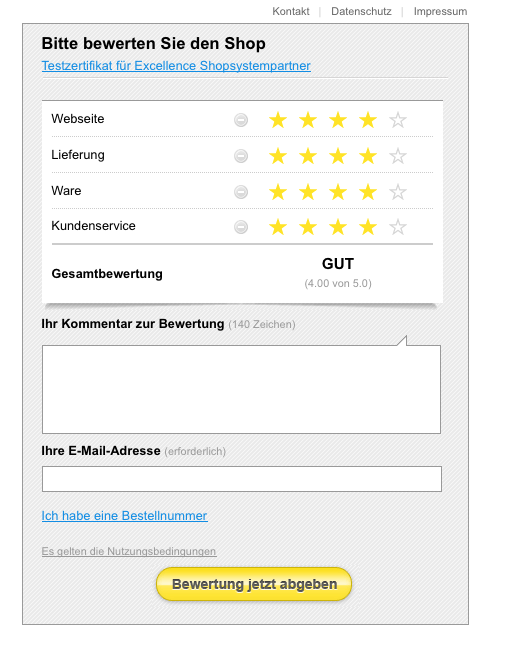 Kontakt | Datenschutz | Impressum
Bitte bewerten Sie den Shop
Testzertifikat für Excellence Shopsystempartner
Webseite
Lieferung
Ware
Kundenservice
Gesamtbewertung
GUT
(4.00 von 5.0)
Ihr Kommentar zur Bewertung (140 Zeichen)
Ihre E-Mail-Adresse (erforderlich)
Ich habe eine Bestellnummer
Es gelten die Nutzungsbedingungen
Bewertung jetzt abgeben